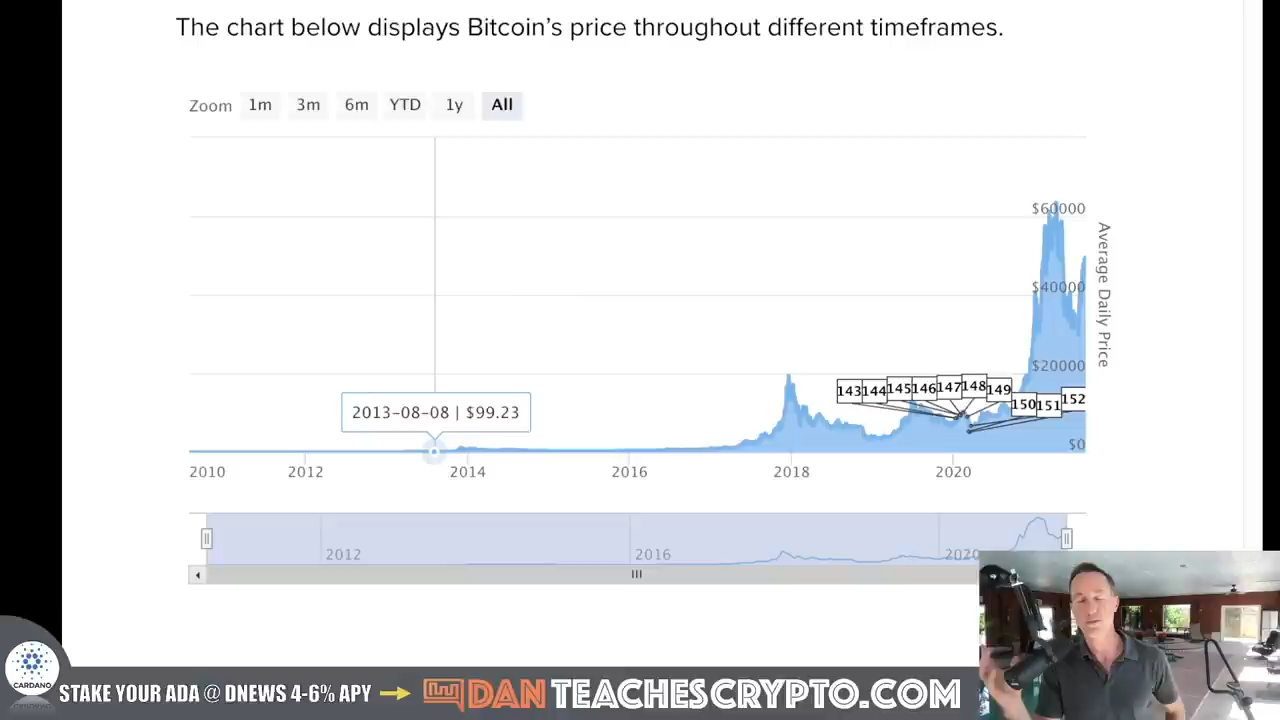 The chart below displays Bitcoin's price throughout different timeframes.
Zoom 1m 3m 6m YTD 1y All
$60000
$40000
$20000
$0
Average Daily Price
143 144 145 146 147 148 149 150 151 152
2013-08-08 | $99.23
2010 2012 2014 2016 2018 2020
2012 2016 2020
CARDANO
STAKE YOUR ADA @ DNEWS 4-6% APY
DANTEACHESCRYPTO.COM